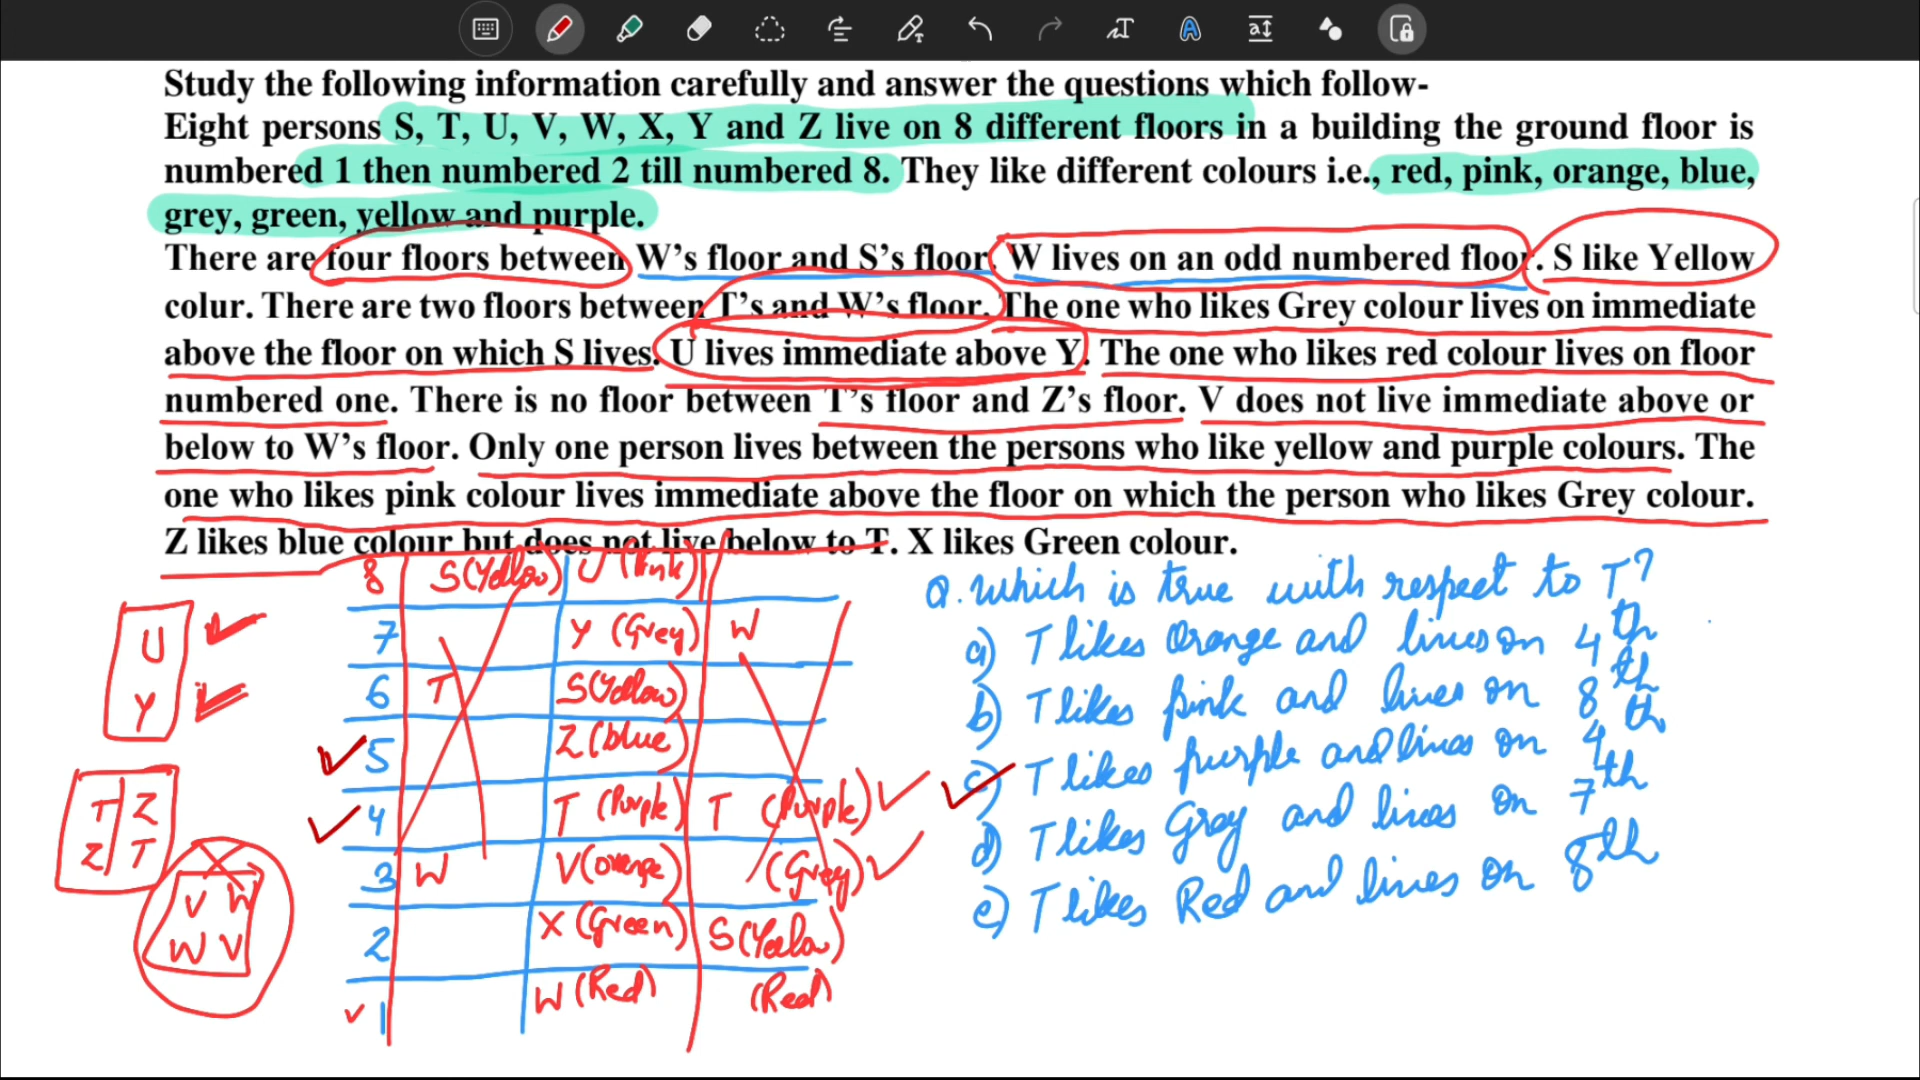 Study the following information carefully and answer the questions which follow-
Eight persons S, T, U, V, W, X, Y and Z live on 8 different floors in a building the ground floor is
numbered 1 then numbered 2 till numbered 8. They like different colours i.e., red, pink, orange, blue,
grey, green, yellow and purple.
There are four floors between W's floor and S's floor. W lives on an odd numbered floor. S like Yellow
colur. There are two floors between T's and W's floor. The one who likes Grey colour lives on immediate
above the floor on which S lives. U lives immediate above Y. The one who likes red colour lives on floor
numbered one. There is no floor between T's floor and Z's floor. V does not live immediate above or
below to W's floor. Only one person lives between the persons who like yellow and purple colours. The
one who likes pink colour lives immediate above the floor on which the person who likes Grey colour.
Z likes blue colour but does not live below to T. X likes Green colour.
8 S(Yellow) U (Pink)
7 Y (Grey) W
6 T S(Yellow)
5 Z (blue)
4 T (Purple) T (Purple)
3 W V(orange) (Grey)
2 X (Green) S(Yellow)
1 W (Red) (Red)
U
Y
T Z
Z T
V W
W V
Q. Which is true with respect to T?
a) T likes Orange and lives on 4th
b) T likes pink and lives on 8th
c) T likes purple and lives on 4th
d) T likes Grey and lives on 7th
e) T likes Red and lives on 8th